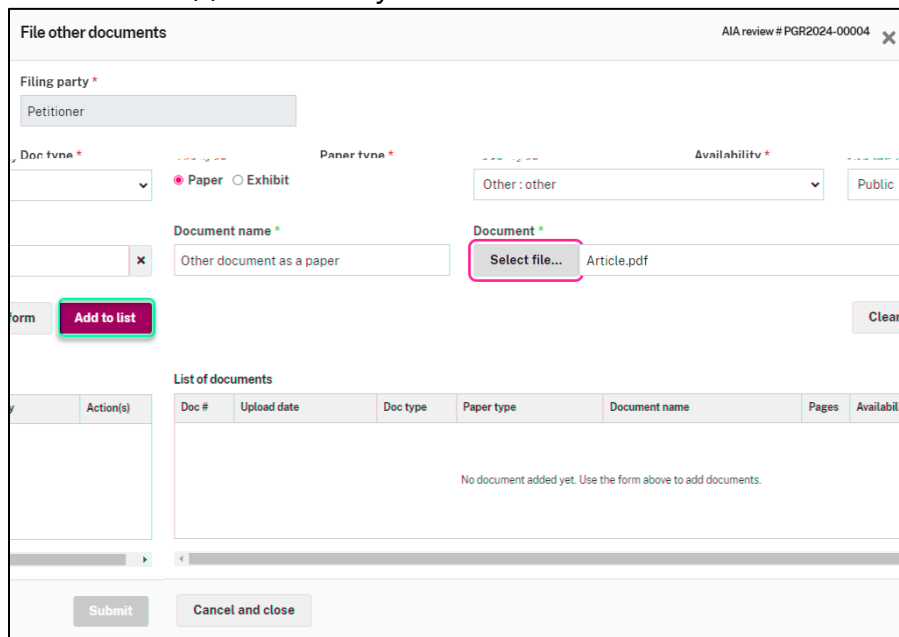 File other documents
AIA review # PGR2024-00004 ×
Filing party *
Petitioner
Doc type *
Paper type *
Availability *
Paper
Exhibit
Other : other
Public
Document name *
Document *
×
Other document as a paper
Select file...
Article.pdf
form
Add to list
Clear
List of documents
y
Action(s)
Doc #
Upload date
Doc type
Paper type
Document name
Pages
Availabil
No document added yet. Use the form above to add documents.
Submit
Cancel and close